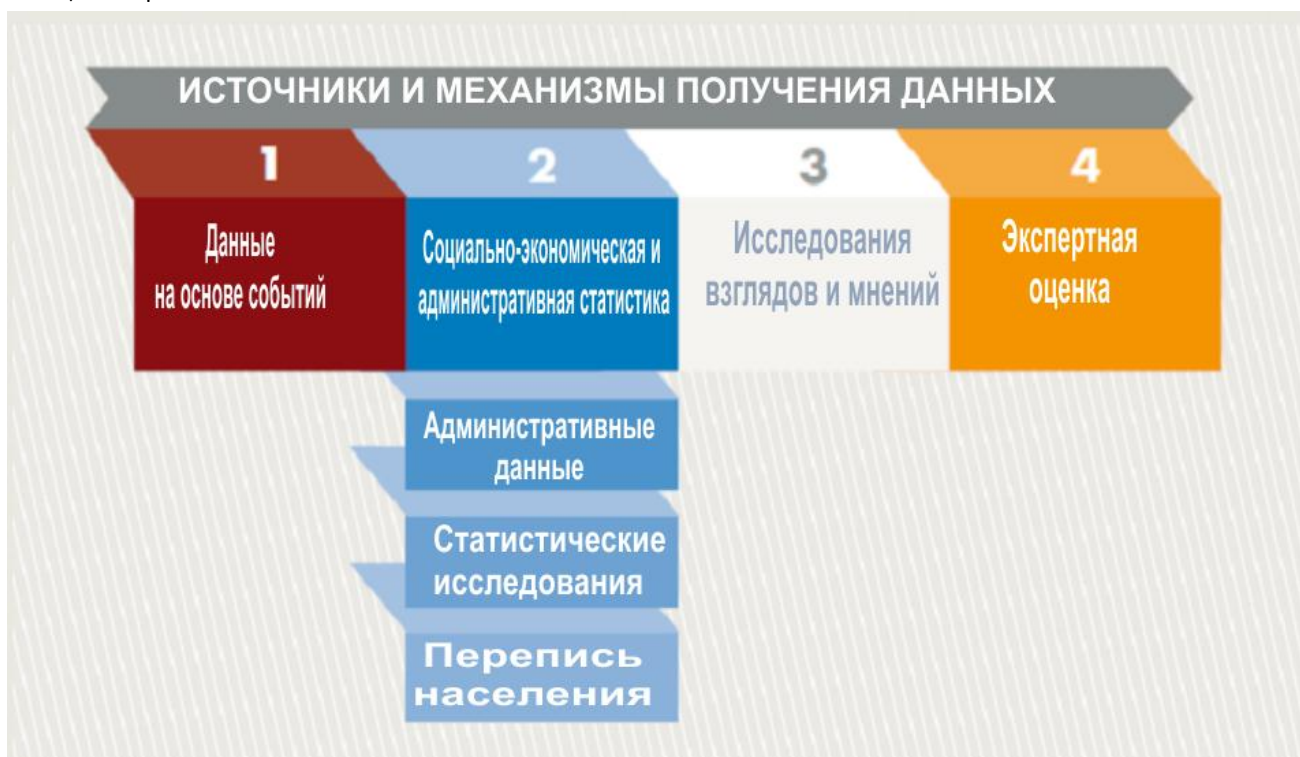 ИСТОЧНИКИ И МЕХАНИЗМЫ ПОЛУЧЕНИЯ ДАННЫХ
1
Данные
на основе событий
2
Социально-экономическая и
административная статистика
3
Исследования
взглядов и мнений
4
Экспертная
оценка
Административные
данные
Статистические
исследования
Перепись
населения